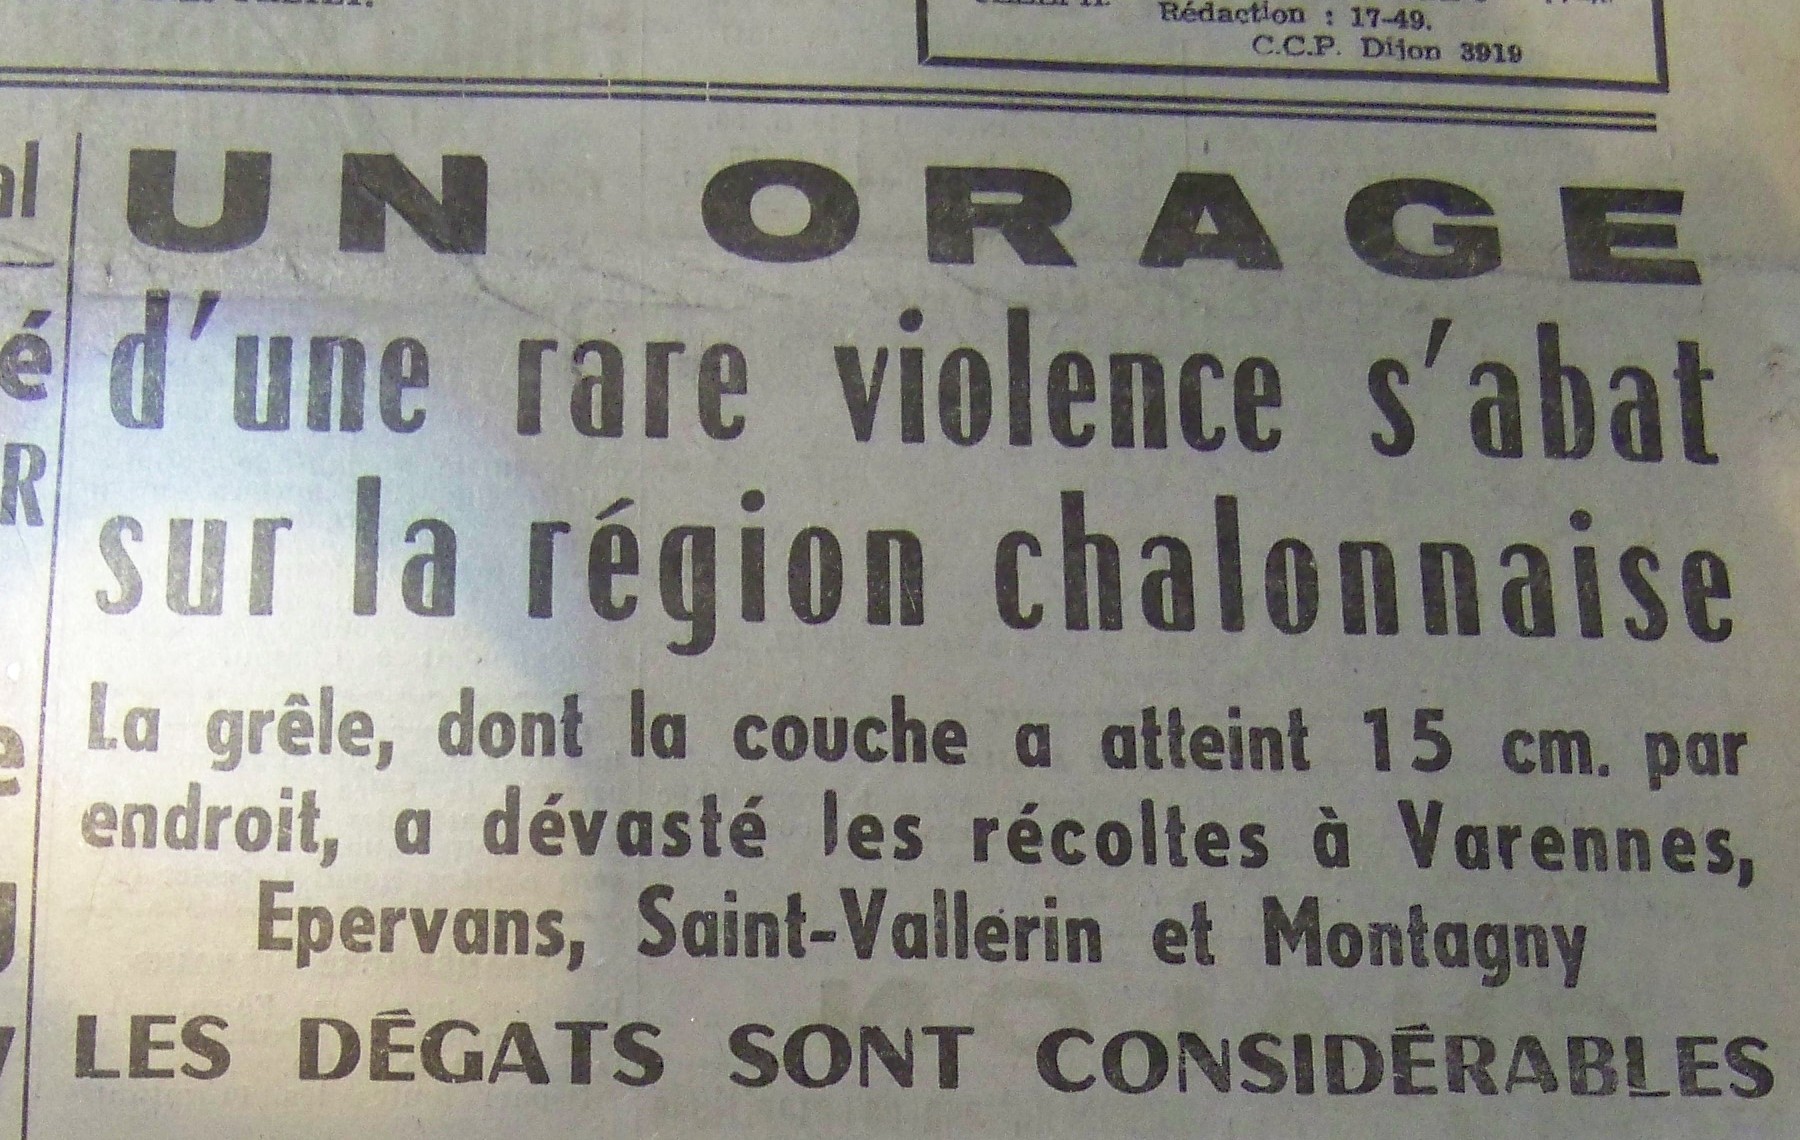 Rédaction : 17-49.
C.C.P. Dijon 3919
al
é
R
e
UN ORAGE
d'une rare violence s'abat
sur la région chalonnaise
La grêle, dont la couche a atteint 15 cm. par
endroit, a dévasté les récoltes à Varennes,
Epervans, Saint-Vallerin et Montagny
LES DÉGATS SONT CONSIDÉRABLES